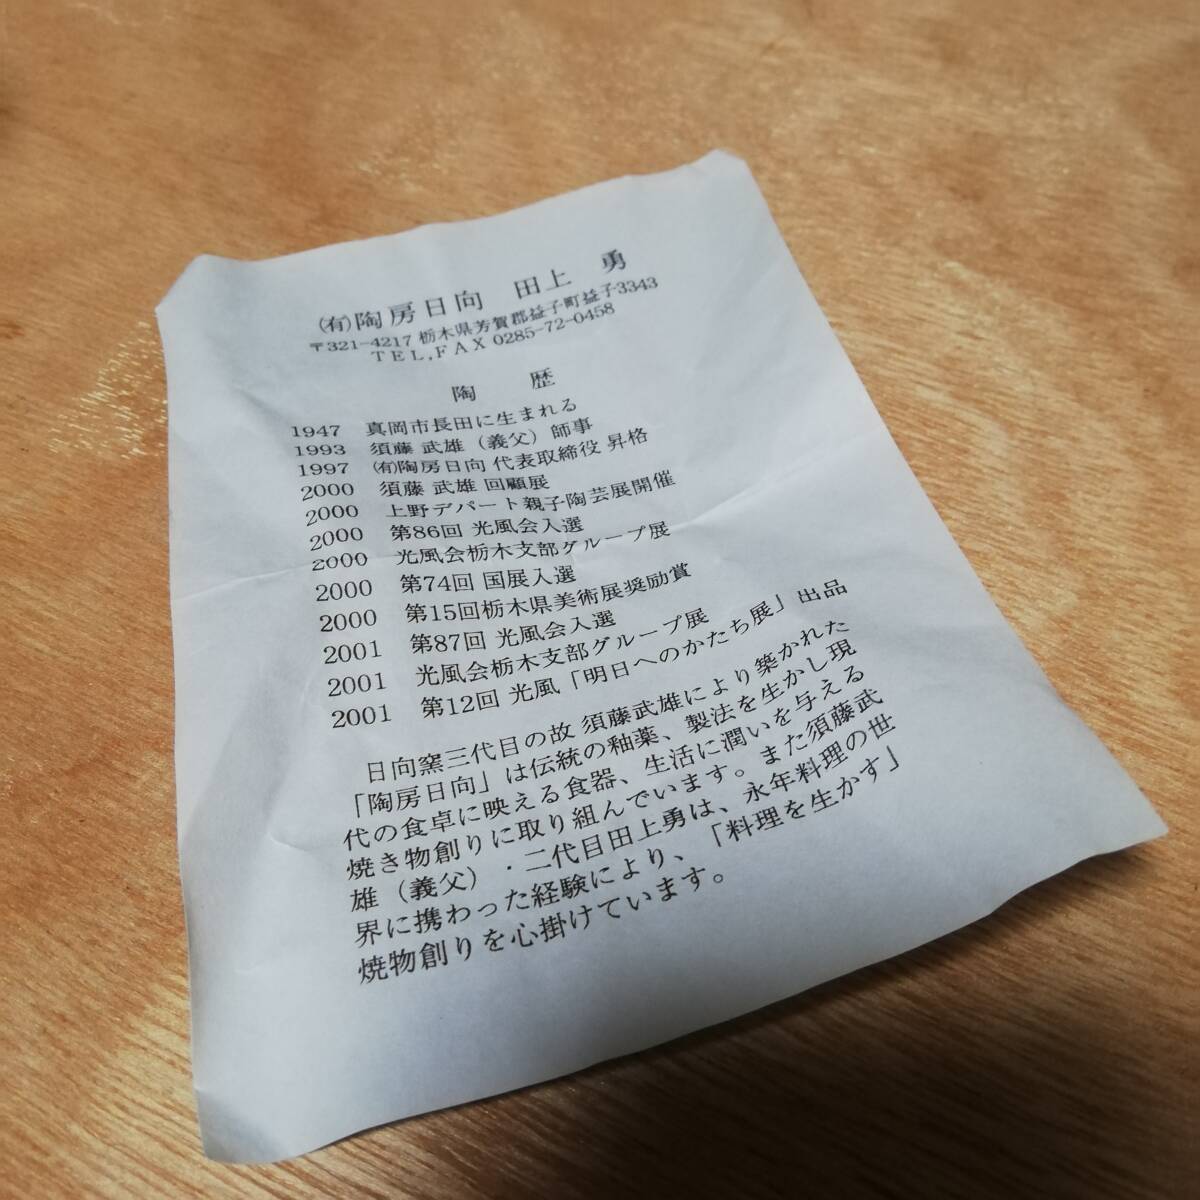 ㈲陶房日向 田上 勇
〒321-4217 栃木県芳賀郡益子町益子3343
TEL,FAX 0285-72-0458
陶 歴
1947 真岡市長田に生まれる
1993 須藤 武雄（義父）師事
1997 ㈲陶房日向 代表取締役 昇格
2000 須藤 武雄 回顧展
2000 上野デパート親子陶芸展開催
2000 第86回 光風会入選
2000 光風会栃木支部グループ展
2000 第74回 国展入選
2000 第15回栃木県美術展奨励賞
2001 第87回 光風会入選
2001 光風会栃木支部グループ展
2001 第12回 光風「明日へのかたち展」出品
日向窯三代目の故 須藤武雄により築かれた
「陶房日向」は伝統の釉薬、製法を生かし現
代の食卓に映える食器、生活に潤いを与える
焼き物創りに取り組んでいます。また須藤武
雄（義父）・二代目田上勇は、永年料理の世
界に携わった経験により、「料理を生かす」
焼物創りを心掛けています。